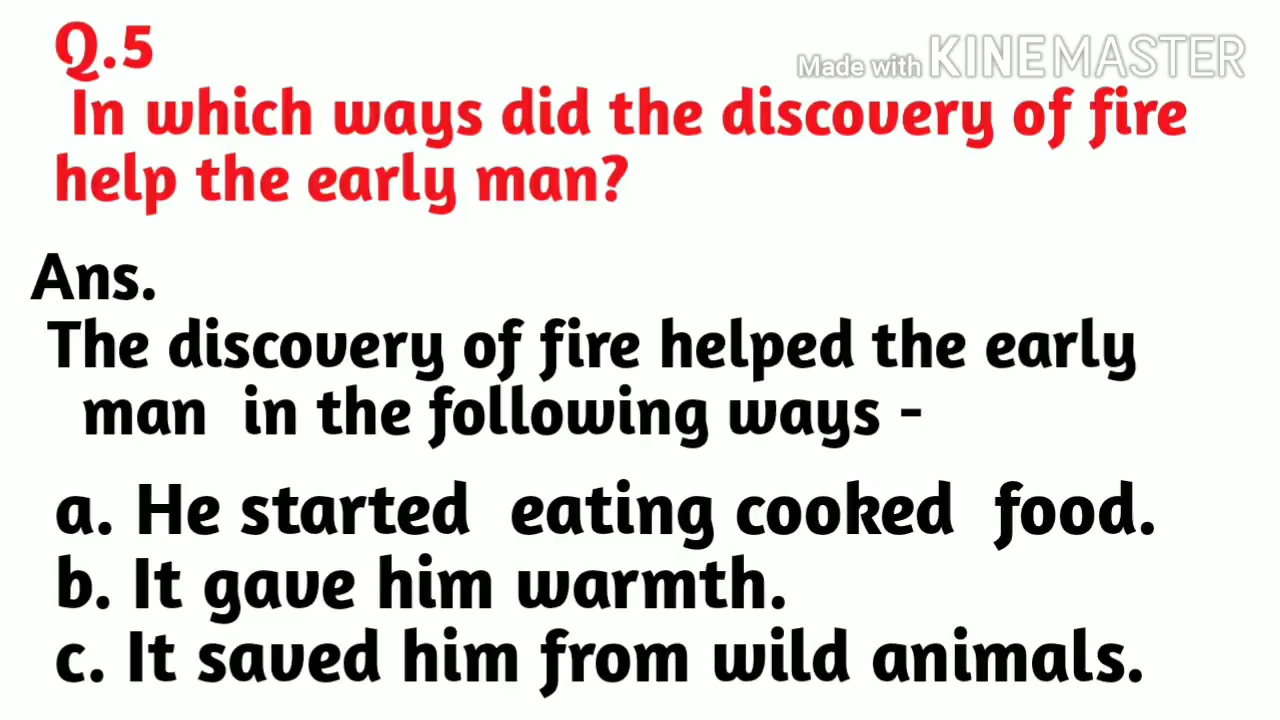 Q.5
Made with KINEMASTER
In which ways did the discovery of fire
help the early man?
Ans.
The discovery of fire helped the early
man in the following ways -
a. He started eating cooked food.
b. It gave him warmth.
c. It saved him from wild animals.